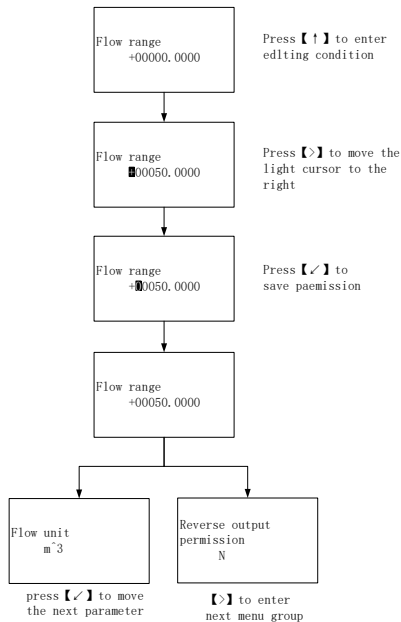 Flow range
+00000.0000
Press【↑】to enter
edlting condition
Flow range
+00050.0000
Press【>】to move the
light cursor to the
right
Flow range
+00050.0000
Press【↙】to
save paemission
Flow range
+00050.0000
Flow unit
m^3
Reverse output
permission
N
press【↙】to move
the next parameter
【>】to enter
next menu group